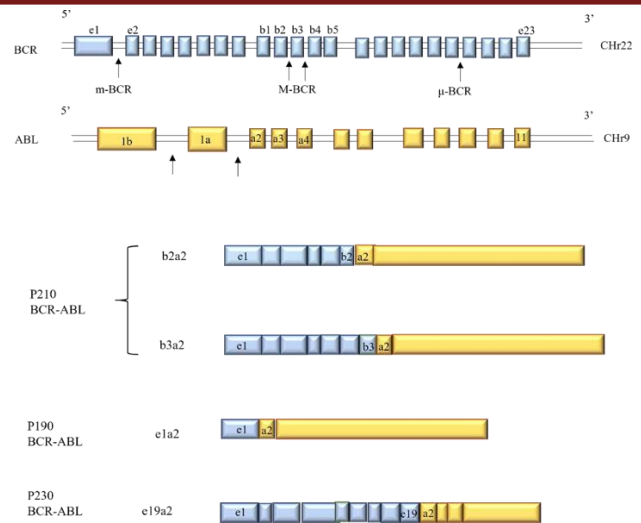 5’ 3’
e1 e2 b1 b2 b3 b4 b5 e23
BCR CHr22
m-BCR M-BCR μ-BCR
5’ 3’
ABL 1b 1a a2 a3 a4 11 CHr9
b2a2 e1 b2 a2
P210
BCR-ABL
b3a2 e1 b3 a2
P190
BCR-ABL
e1a2 e1 a2
P230
BCR-ABL
e19a2 e1 e19 a2